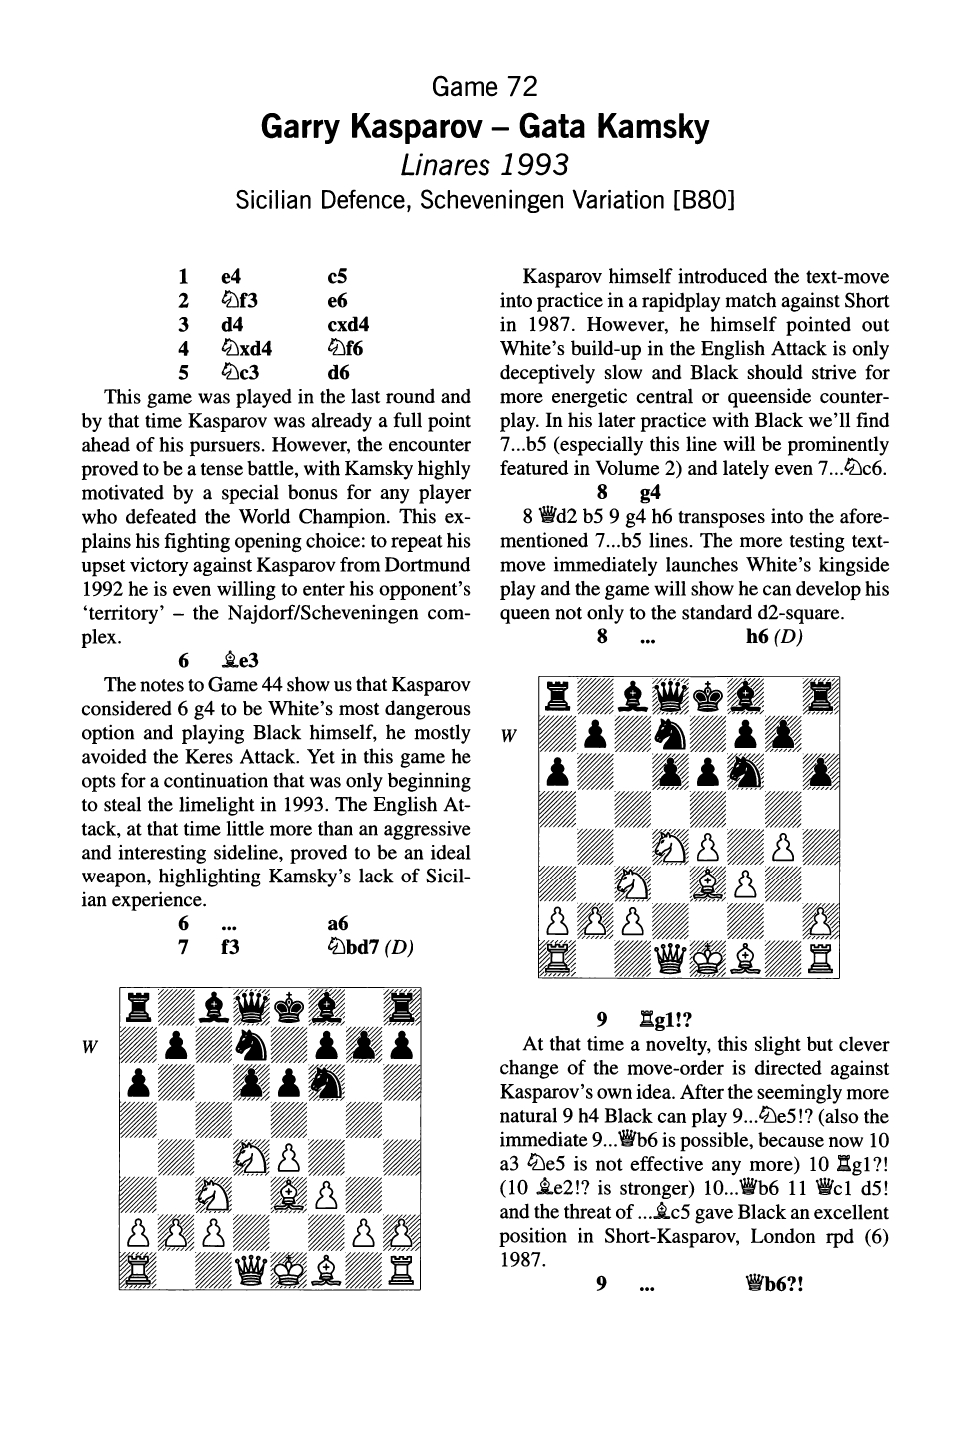 Game 72
Garry Kasparov – Gata Kamsky
Linares 1993
Sicilian Defence, Scheveningen Variation [B80]
1 e4 c5
2 ♘f3 e6
3 d4 cxd4
4 ♘xd4 ♘f6
5 ♘c3 d6
This game was played in the last round and
by that time Kasparov was already a full point
ahead of his pursuers. However, the encounter
proved to be a tense battle, with Kamsky highly
motivated by a special bonus for any player
who defeated the World Champion. This ex-
plains his fighting opening choice: to repeat his
upset victory against Kasparov from Dortmund
1992 he is even willing to enter his opponent's
'territory' – the Najdorf/Scheveningen com-
plex.
6 ♗e3
The notes to Game 44 show us that Kasparov
considered 6 g4 to be White's most dangerous
option and playing Black himself, he mostly
avoided the Keres Attack. Yet in this game he
opts for a continuation that was only beginning
to steal the limelight in 1993. The English At-
tack, at that time little more than an aggressive
and interesting sideline, proved to be an ideal
weapon, highlighting Kamsky's lack of Sicil-
ian experience.
6 ... a6
7 f3 ♘bd7 (D)
W
Kasparov himself introduced the text-move
into practice in a rapidplay match against Short
in 1987. However, he himself pointed out
White's build-up in the English Attack is only
deceptively slow and Black should strive for
more energetic central or queenside counter-
play. In his later practice with Black we'll find
7...b5 (especially this line will be prominently
featured in Volume 2) and lately even 7...♘c6.
8 g4
8 ♕d2 b5 9 g4 h6 transposes into the afore-
mentioned 7...b5 lines. The more testing text-
move immediately launches White's kingside
play and the game will show he can develop his
queen not only to the standard d2-square.
8 ... h6 (D)
W
9 ♖g1!?
At that time a novelty, this slight but clever
change of the move-order is directed against
Kasparov's own idea. After the seemingly more
natural 9 h4 Black can play 9...♘e5!? (also the
immediate 9...♕b6 is possible, because now 10
a3 ♘e5 is not effective any more) 10 ♖g1?!
(10 ♗e2!? is stronger) 10...♕b6 11 ♕c1 d5!
and the threat of ...♗c5 gave Black an excellent
position in Short-Kasparov, London rpd (6)
1987.
9 ... ♕b6?!